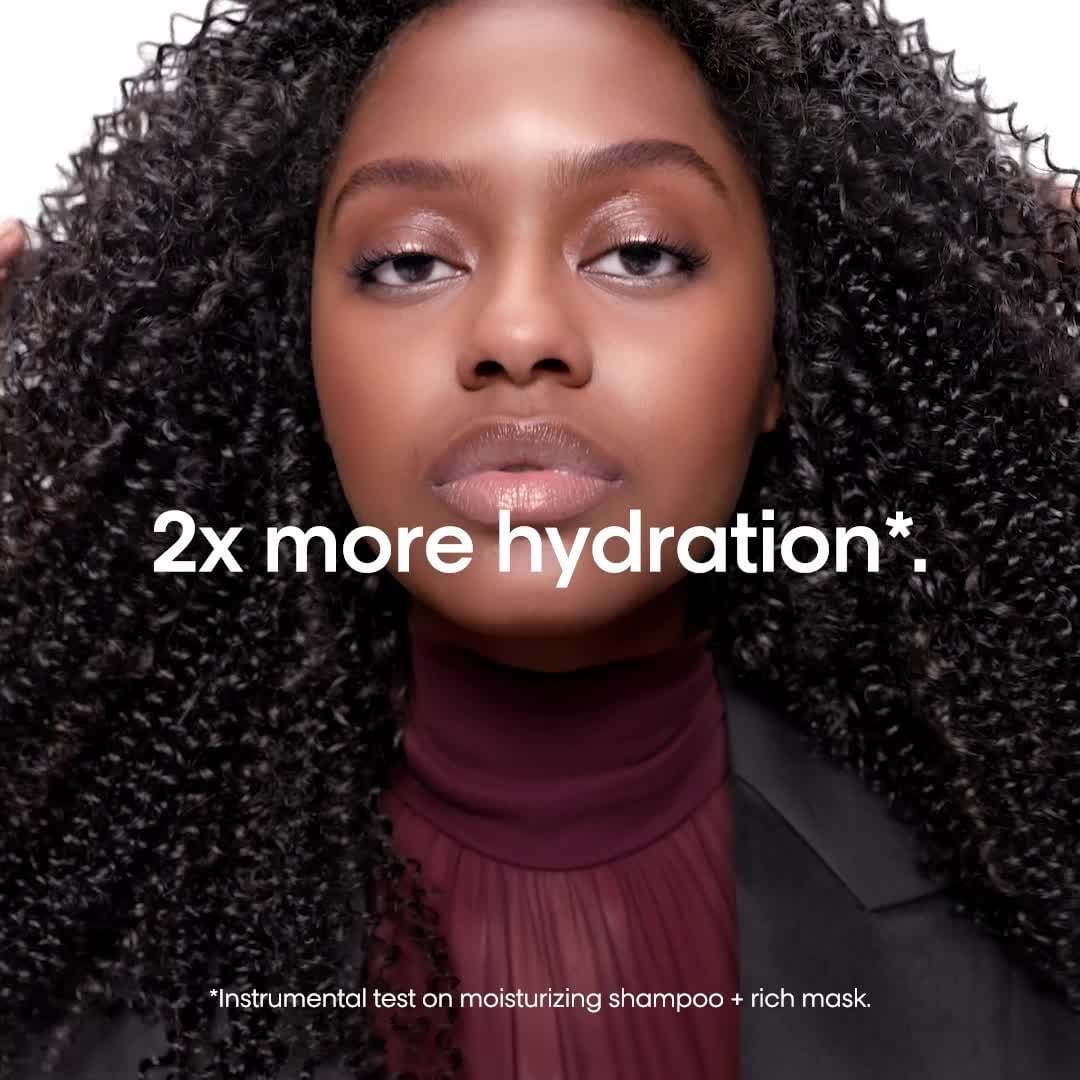 2x more hydration*.
*Instrumental test on moisturizing shampoo + rich mask.